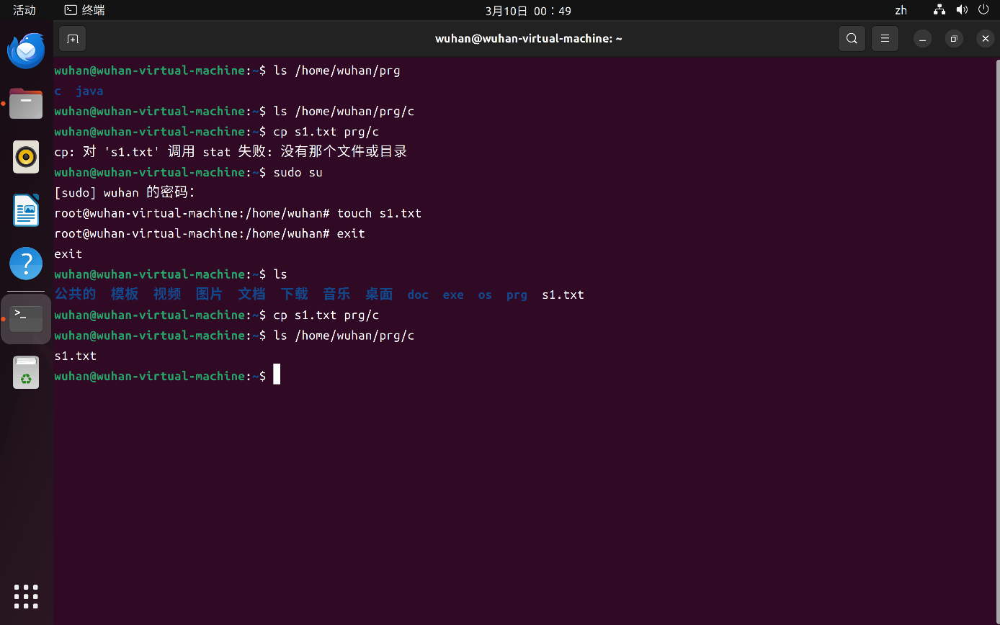 活动 终端 3月10日 00：49 zh
wuhan@wuhan-virtual-machine: ~
wuhan@wuhan-virtual-machine:~$ ls /home/wuhan/prg
c  java
wuhan@wuhan-virtual-machine:~$ ls /home/wuhan/prg/c
wuhan@wuhan-virtual-machine:~$ cp s1.txt prg/c
cp: 对 's1.txt' 调用 stat 失败: 没有那个文件或目录
wuhan@wuhan-virtual-machine:~$ sudo su
[sudo] wuhan 的密码：
root@wuhan-virtual-machine:/home/wuhan# touch s1.txt
root@wuhan-virtual-machine:/home/wuhan# exit
exit
wuhan@wuhan-virtual-machine:~$ ls
公共的  模板  视频  图片  文档  下载  音乐  桌面  doc  exe  os  prg  s1.txt
wuhan@wuhan-virtual-machine:~$ cp s1.txt prg/c
wuhan@wuhan-virtual-machine:~$ ls /home/wuhan/prg/c
s1.txt
wuhan@wuhan-virtual-machine:~$